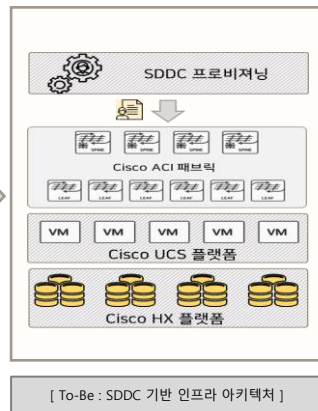 SDDC 프로비져닝
SPINE SPINE SPINE SPINE
Cisco ACI 패브릭
LEAF LEAF LEAF LEAF LEAF LEAF
VM VM VM VM VM
Cisco UCS 플랫폼
Cisco HX 플랫폼
[ To-Be : SDDC 기반 인프라 아키텍처 ]